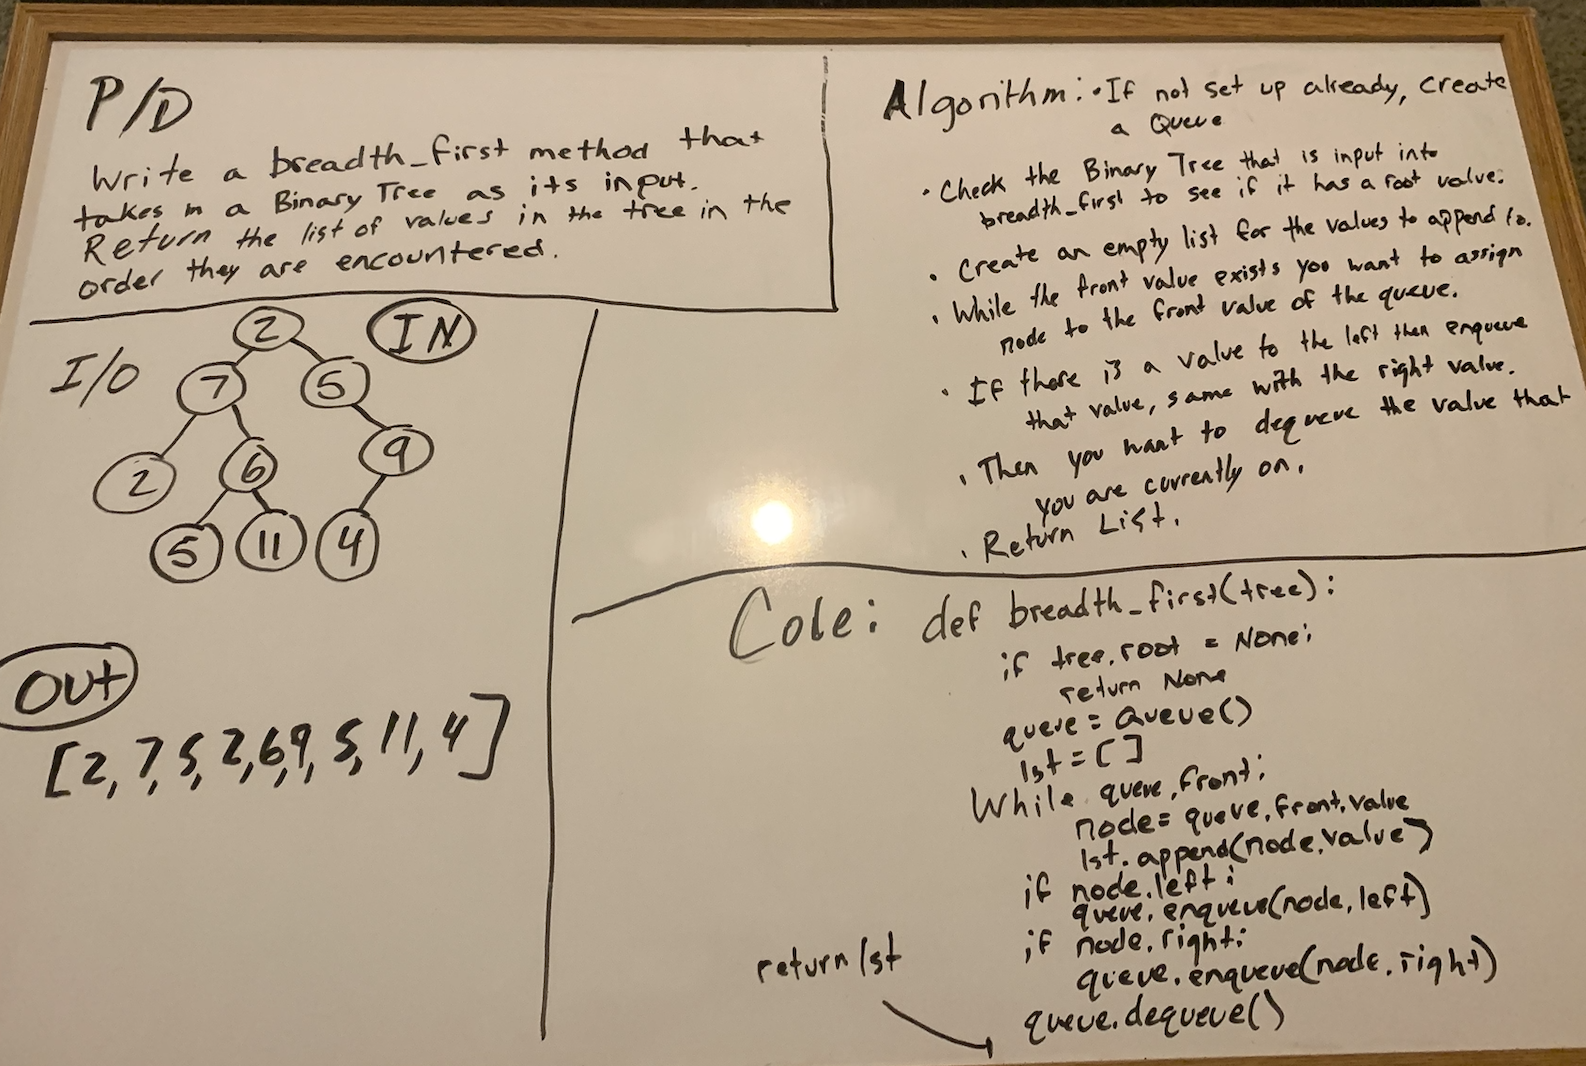 P/D
Write a breadth_first method that
takes in a Binary Tree as its input.
Return the list of values in the tree in the
order they are encountered.
I/O
IN
2
7 5
2 6 9
5 11 4
OUT
[2, 7, 5, 2, 6, 9, 5, 11, 4]
Algorithm: • If not set up already, create
a Queue
• Check the Binary Tree that is input into
breadth_first to see if it has a root value.
• Create an empty list for the values to append to.
• While the front value exists you want to assign
node to the front value of the queue.
• If there is a value to the left then enqueue
that value, same with the right value.
• Then you want to dequeue the value that
you are currently on.
• Return List.
Code: def breadth_first(tree):
if tree.root = None:
return None
queue = Queue()
lst = []
While queue.front:
node = queue.front.value
lst.append(node.value)
if node.left:
queue.enqueue(node.left)
if node.right:
queue.enqueue(node.right)
queue.dequeue()
return lst